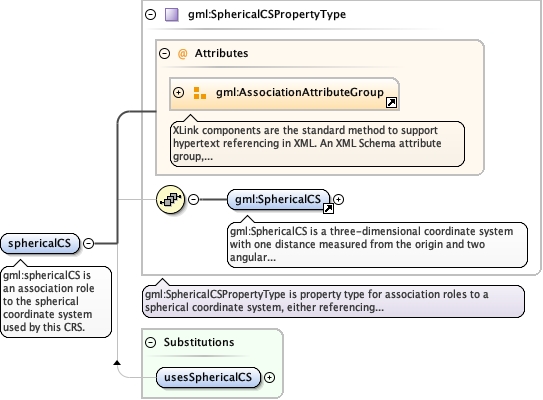 gml:SphericalCSPropertyType
@ Attributes
gml:AssociationAttributeGroup
XLink components are the standard method to support
hypertext referencing in XML. An XML Schema attribute
group,...
gml:SphericalCS
gml:SphericalCS is a three-dimensional coordinate system
with one distance measured from the origin and two
angular...
sphericalCS
gml:sphericalCS is
an association role
to the spherical
coordinate system
used by this CRS.
gml:SphericalCSPropertyType is property type for association roles to a
spherical coordinate system, either referencing...
Substitutions
usesSphericalCS